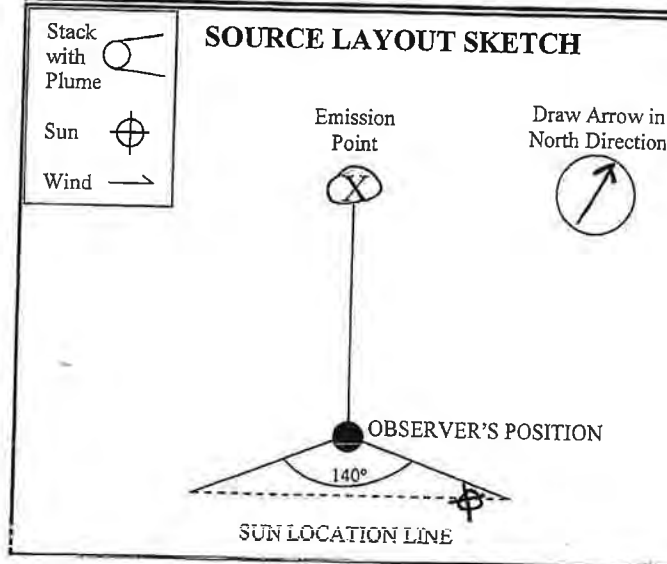 Stack
with
Plume
Sun
Wind
SOURCE LAYOUT SKETCH
Emission
Point
X
Draw Arrow in
North Direction
OBSERVER'S POSITION
140°
SUN LOCATION LINE